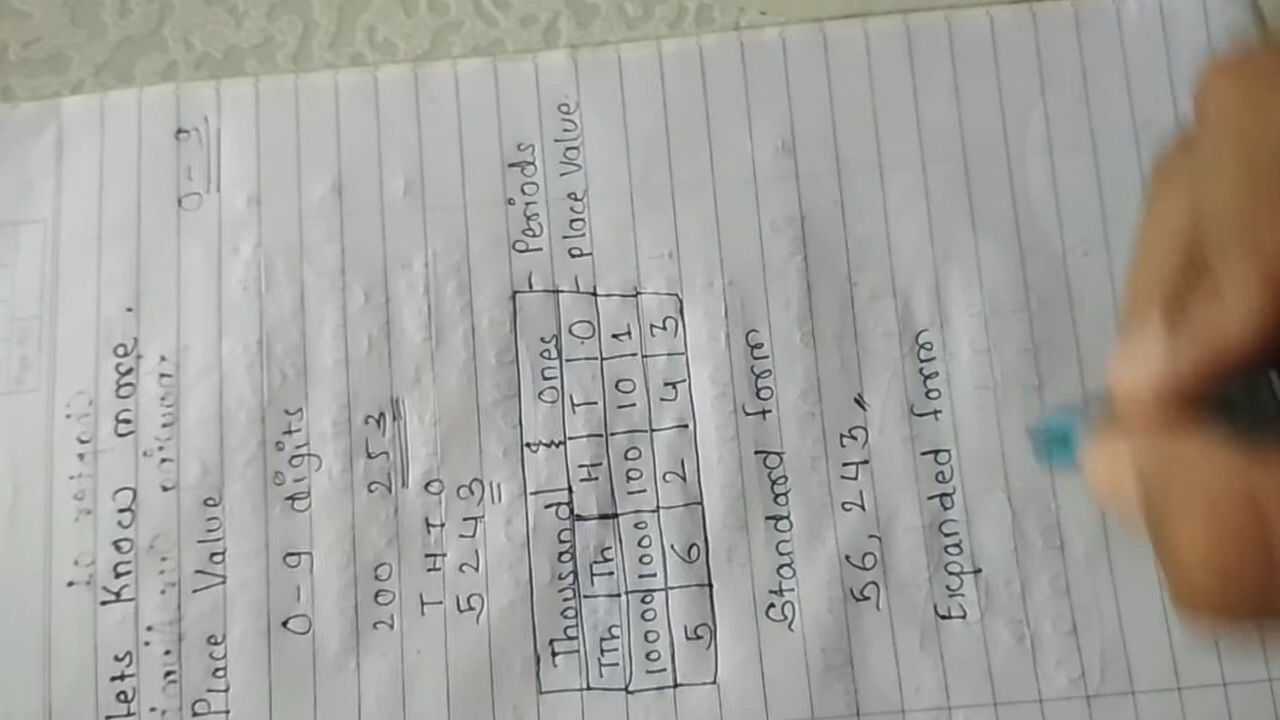 Lets Know more.
Place Value 0-9
0-9 digits
200 253
T H T O
5 2 4 3
Thousand ones - Periods
TTh Th H T O - place value.
10000 1000 100 10 1
5 6 2 4 3
Standard form
56,243
Expanded form